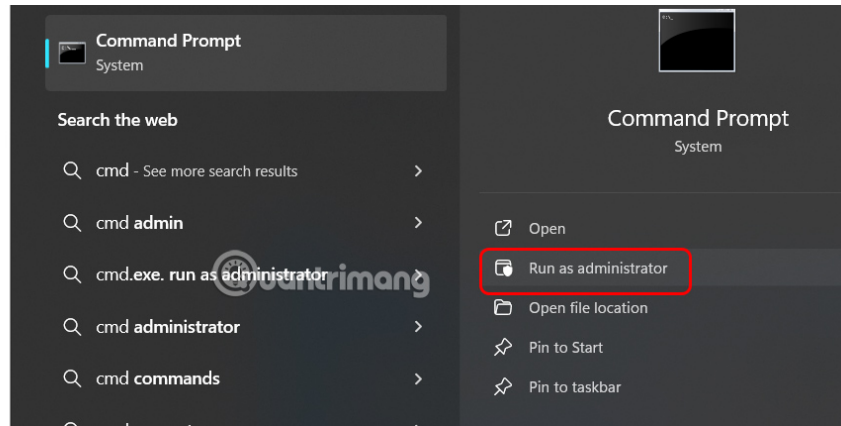 Command Prompt
System
Search the web
cmd - See more search results
cmd admin
cmd.exe. run as administrator
cmd administrator
cmd commands
Quantrimang
Command Prompt
System
Open
Run as administrator
Open file location
Pin to Start
Pin to taskbar